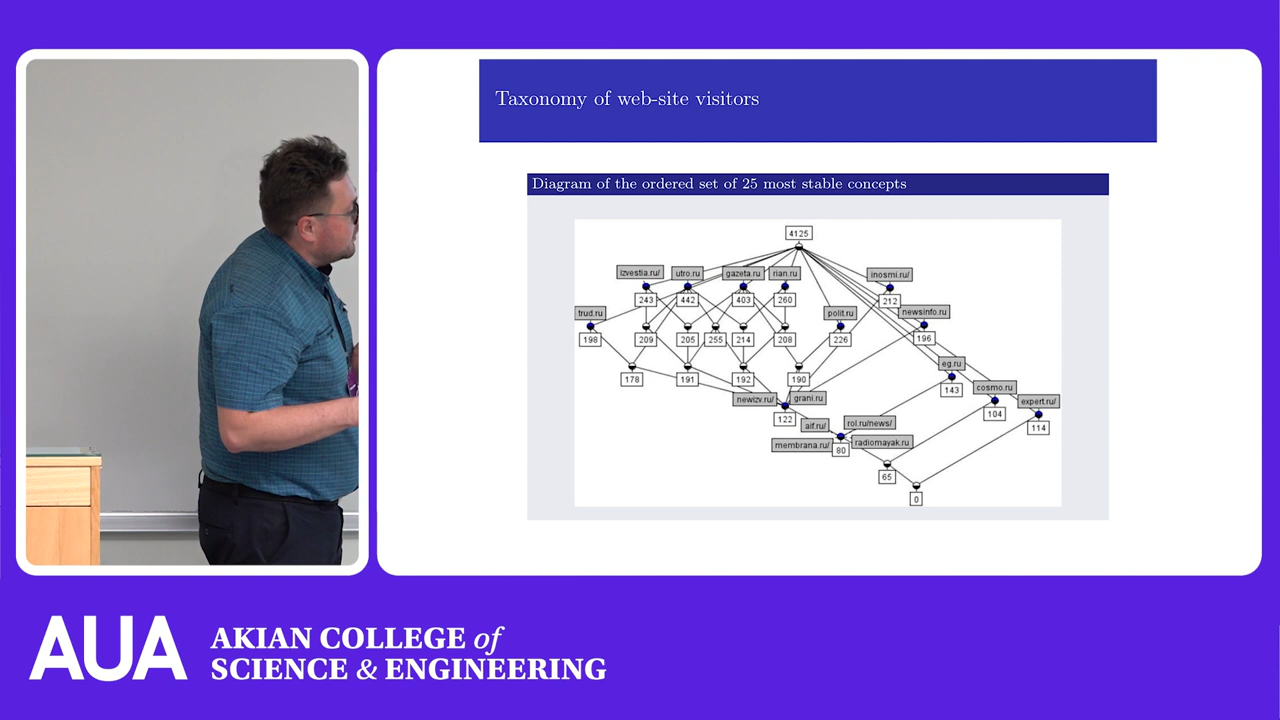 Taxonomy of web-site visitors
Diagram of the ordered set of 25 most stable concepts
4125
izvestia.ru/ utro.ru gazeta.ru rian.ru inosmi.ru/
243 442 403 260 212
trud.ru polit.ru newsinfo.ru
198 209 205 255 214 208 226 196
eg.ru
178 191 192 190 143
cosmo.ru
newizv.ru/ grani.ru expert.ru/
122 104 114
aif.ru/ rol.ru/news/
membrana.ru/ 80 radiomayak.ru
65
0
AUA AKIAN COLLEGE of
SCIENCE & ENGINEERING